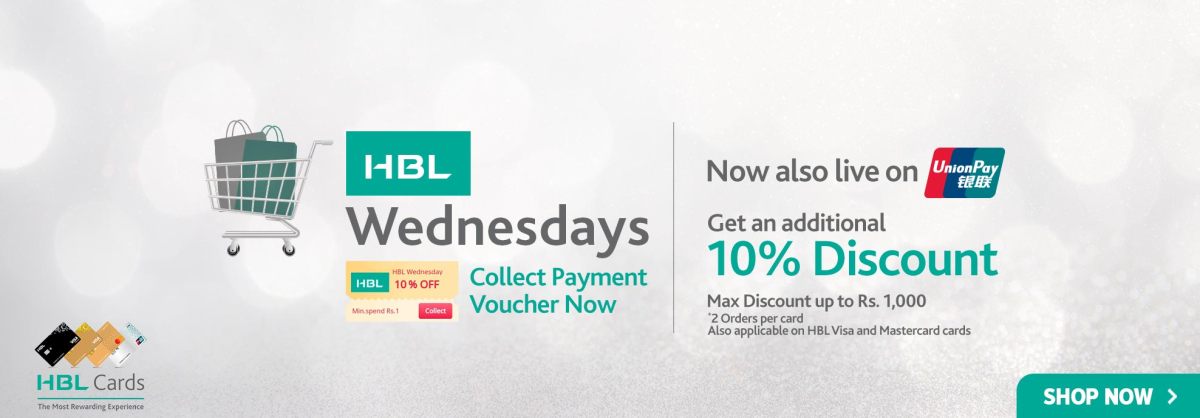 HBL
Wednesdays
HBL
HBL Wednesday
10% OFF
Min.spend Rs.1
Collect
Collect Payment
Voucher Now
Now also live on
UnionPay
银联
Get an additional
10% Discount
Max Discount up to Rs. 1,000
*2 Orders per card
Also applicable on HBL Visa and Mastercard cards
HBL Cards
The Most Rewarding Experience
SHOP NOW